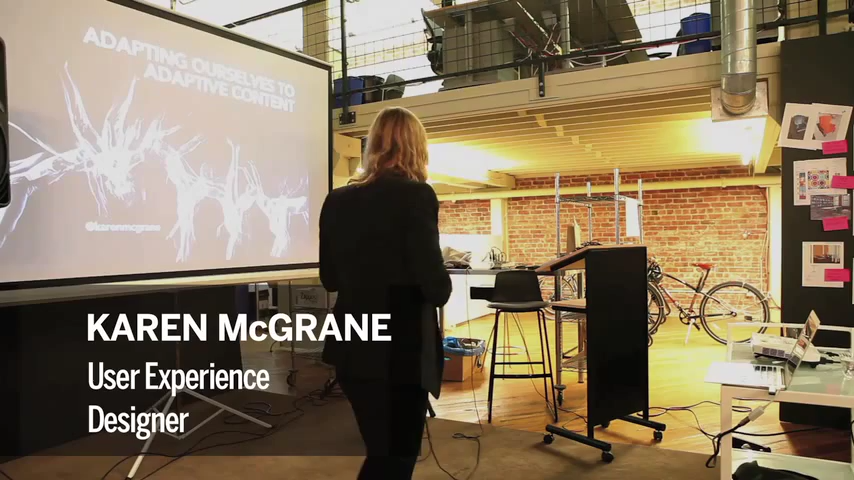 ADAPTING OURSELVES TO
ADAPTIVE CONTENT
@karenmcgrane
KAREN McGRANE
User Experience
Designer